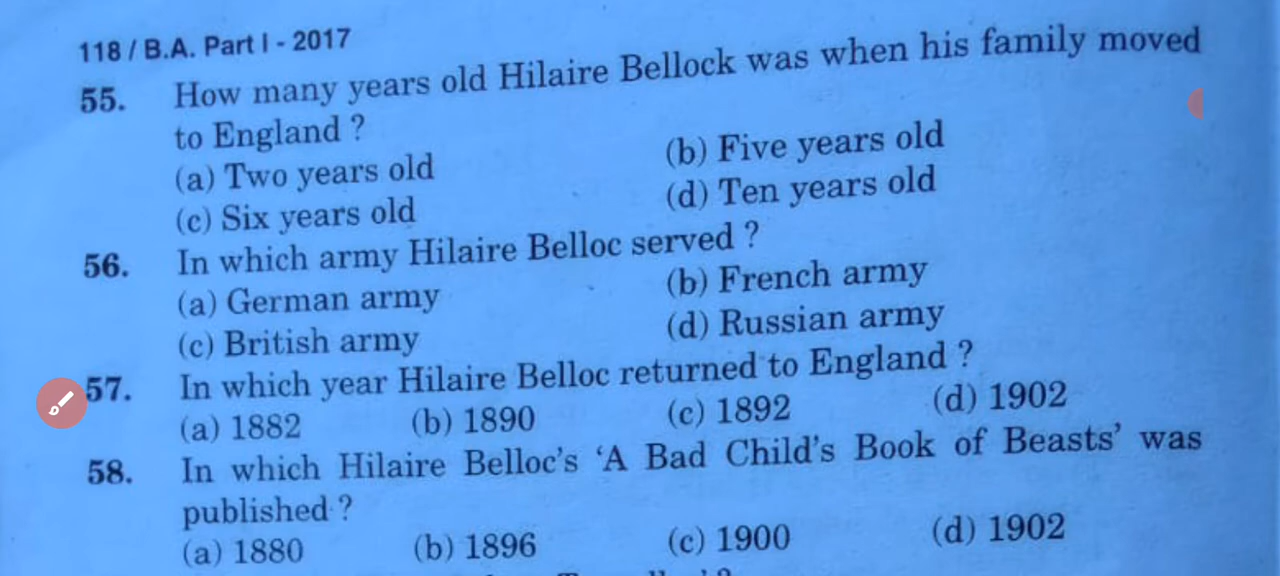 118 / B.A. Part I - 2017
55. How many years old Hilaire Bellock was when his family moved
to England ?
(a) Two years old (b) Five years old
(c) Six years old (d) Ten years old
56. In which army Hilaire Belloc served ?
(a) German army (b) French army
(c) British army (d) Russian army
57. In which year Hilaire Belloc returned to England ?
(a) 1882 (b) 1890 (c) 1892 (d) 1902
58. In which Hilaire Belloc's 'A Bad Child's Book of Beasts' was
published ?
(a) 1880 (b) 1896 (c) 1900 (d) 1902